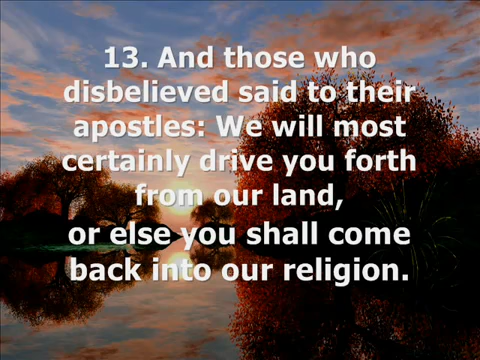 13. And those who
disbelieved said to their
apostles: We will most
certainly drive you forth
from our land,
or else you shall come
back into our religion.